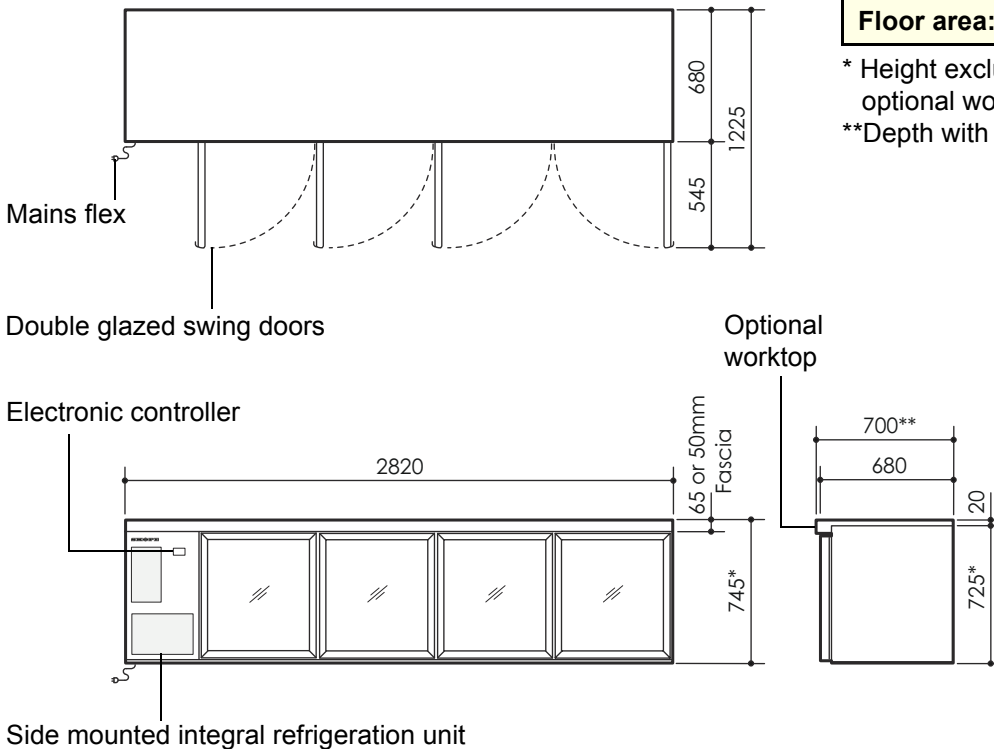 Floor area:
* Height exclu
optional wo
**Depth with
680
1225
545
Mains flex
Double glazed swing doors
Optional
worktop
Electronic controller
65 or 50mm
Fascia
700**
2820
680
20
745*
725*
Side mounted integral refrigeration unit